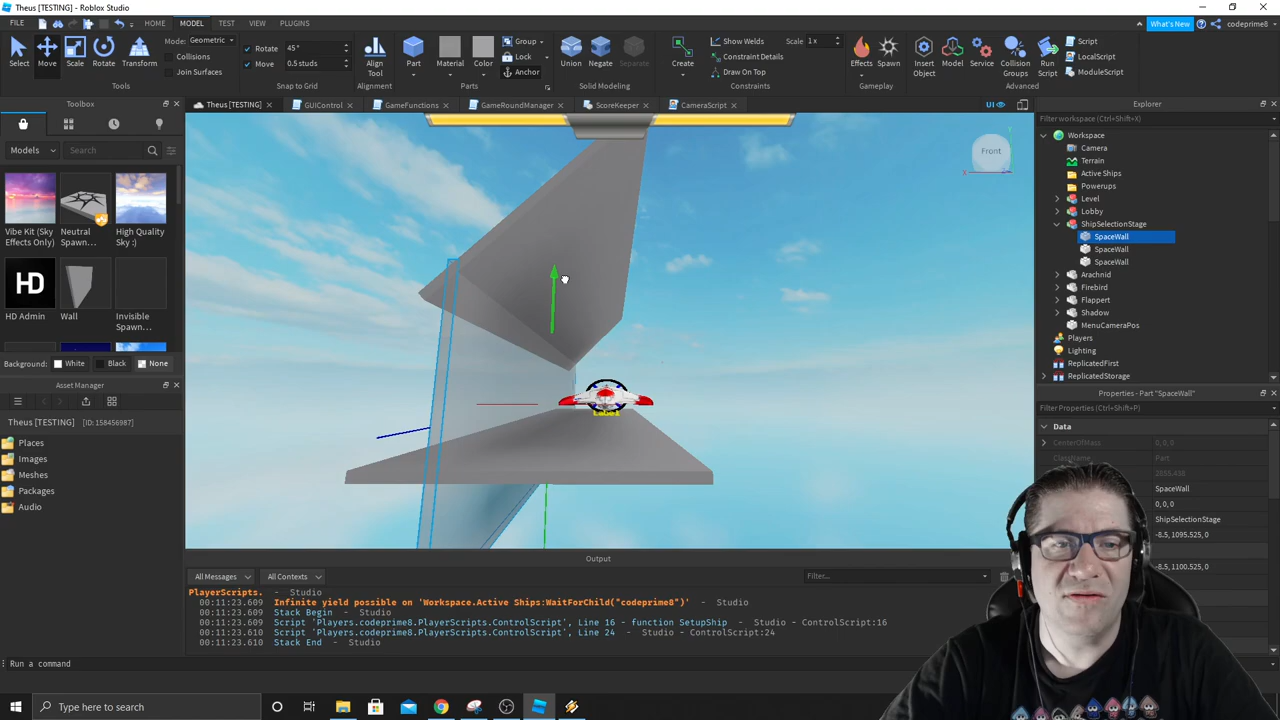 Theus [TESTING] - Roblox Studio
FILE HOME MODEL TEST VIEW PLUGINS What's New codeprime8
Select Move Scale Rotate Transform
Mode: Geometric
Collisions
Join Surfaces
Tools
Rotate 45°
Move 0.5 studs
Snap to Grid
Align Tool
Alignment
Part Material Color
Group
Lock
Anchor
Parts
Union Negate Separate
Solid Modeling
Create
Show Welds Scale 1 x
Constraint Details
Draw On Top
Constraints
Effects Spawn
Gameplay
Insert Object Model Service Collision Groups Run Script
Script
LocalScript
ModuleScript
Advanced
Toolbox
Theus [TESTING] GUIControl GameFunctions GameRoundManager ScoreKeeper CameraScript UI
Explorer
Filter workspace (Ctrl+Shift+X)
Models Search
Vibe Kit (Sky Effects Only) Neutral Spawn... High Quality Sky :)
HD
HD Admin Wall Invisible Spawn...
Background: White Black None
Front
X
Workspace
Camera
Terrain
Active Ships
Powerups
Level
Lobby
ShipSelectionStage
SpaceWall
SpaceWall
SpaceWall
Arachnid
Firebird
Flappert
Shadow
MenuCameraPos
Players
Lighting
ReplicatedFirst
ReplicatedStorage
Asset Manager
Theus [TESTING] [ID: 158456987]
Places
Images
Meshes
Packages
Audio
Properties - Part "SpaceWall"
Filter Properties (Ctrl+Shift+P)
Data
CenterOfMass 0, 0, 0
ClassName Part
2855.438
SpaceWall
0, 0, 0
ShipSelectionStage
-8.5, 1095.525, 0
-8.5, 1100.525, 0
Output
All Messages All Contexts Filter...
PlayerScripts. - Studio
00:11:23.609 Infinite yield possible on 'Workspace.Active Ships:WaitForChild("codeprime8")' - Studio
00:11:23.609 Stack Begin - Studio
00:11:23.609 Script 'Players.codeprime8.PlayerScripts.ControlScript', Line 16 - function SetupShip - Studio - ControlScript:16
00:11:23.610 Script 'Players.codeprime8.PlayerScripts.ControlScript', Line 24 - Studio - ControlScript:24
00:11:23.610 Stack End - Studio
Run a command
Type here to search